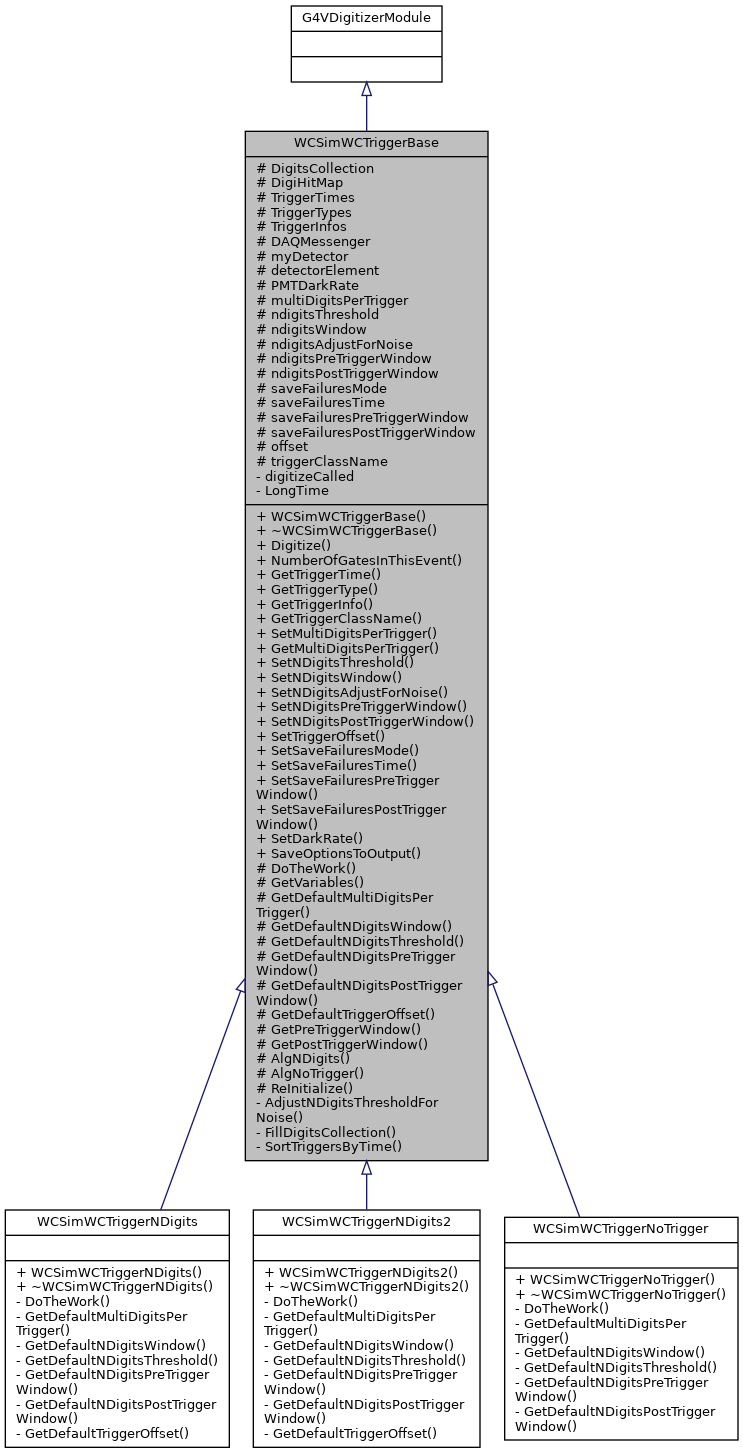 G4VDigitizerModule
WCSimWCTriggerBase
# DigitsCollection
# DigiHitMap
# TriggerTimes
# TriggerTypes
# TriggerInfos
# DAQMessenger
# myDetector
# detectorElement
# PMTDarkRate
# multiDigitsPerTrigger
# ndigitsThreshold
# ndigitsWindow
# ndigitsAdjustForNoise
# ndigitsPreTriggerWindow
# ndigitsPostTriggerWindow
# saveFailuresMode
# saveFailuresTime
# saveFailuresPreTriggerWindow
# saveFailuresPostTriggerWindow
# offset
# triggerClassName
- digitizeCalled
- LongTime
+ WCSimWCTriggerBase()
+ ~WCSimWCTriggerBase()
+ Digitize()
+ NumberOfGatesInThisEvent()
+ GetTriggerTime()
+ GetTriggerType()
+ GetTriggerInfo()
+ GetTriggerClassName()
+ SetMultiDigitsPerTrigger()
+ GetMultiDigitsPerTrigger()
+ SetNDigitsThreshold()
+ SetNDigitsWindow()
+ SetNDigitsAdjustForNoise()
+ SetNDigitsPreTriggerWindow()
+ SetNDigitsPostTriggerWindow()
+ SetTriggerOffset()
+ SetSaveFailuresMode()
+ SetSaveFailuresTime()
+ SetSaveFailuresPreTrigger
Window()
+ SetSaveFailuresPostTrigger
Window()
+ SetDarkRate()
+ SaveOptionsToOutput()
# DoTheWork()
# GetVariables()
# GetDefaultMultiDigitsPer
Trigger()
# GetDefaultNDigitsWindow()
# GetDefaultNDigitsThreshold()
# GetDefaultNDigitsPreTrigger
Window()
# GetDefaultNDigitsPostTrigger
Window()
# GetDefaultTriggerOffset()
# GetPreTriggerWindow()
# GetPostTriggerWindow()
# AlgNDigits()
# AlgNoTrigger()
# ReInitialize()
- AdjustNDigitsThresholdFor
Noise()
- FillDigitsCollection()
- SortTriggersByTime()
WCSimWCTriggerNDigits
+ WCSimWCTriggerNDigits()
+ ~WCSimWCTriggerNDigits()
- DoTheWork()
- GetDefaultMultiDigitsPer
Trigger()
- GetDefaultNDigitsWindow()
- GetDefaultNDigitsThreshold()
- GetDefaultNDigitsPreTrigger
Window()
- GetDefaultNDigitsPostTrigger
Window()
- GetDefaultTriggerOffset()
WCSimWCTriggerNDigits2
+ WCSimWCTriggerNDigits2()
+ ~WCSimWCTriggerNDigits2()
- DoTheWork()
- GetDefaultMultiDigitsPer
Trigger()
- GetDefaultNDigitsWindow()
- GetDefaultNDigitsThreshold()
- GetDefaultNDigitsPreTrigger
Window()
- GetDefaultNDigitsPostTrigger
Window()
- GetDefaultTriggerOffset()
WCSimWCTriggerNoTrigger
+ WCSimWCTriggerNoTrigger()
+ ~WCSimWCTriggerNoTrigger()
- DoTheWork()
- GetDefaultMultiDigitsPer
Trigger()
- GetDefaultNDigitsWindow()
- GetDefaultNDigitsThreshold()
- GetDefaultNDigitsPreTrigger
Window()
- GetDefaultNDigitsPostTrigger
Window()